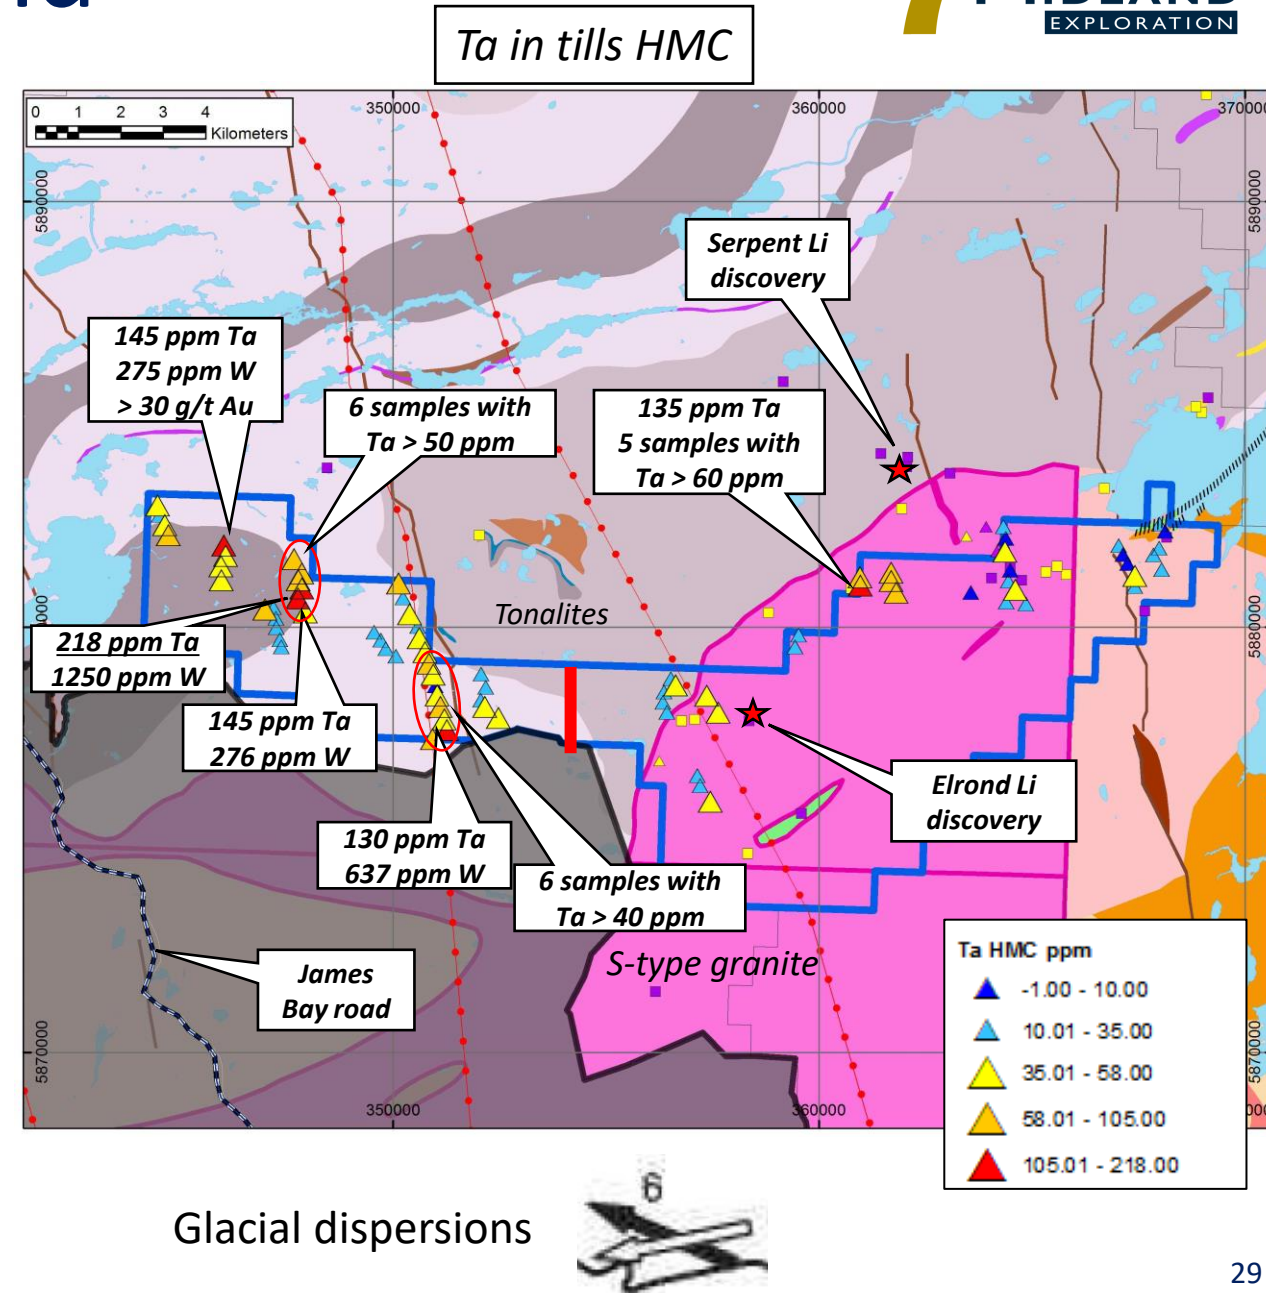 Ta in tills HMC
EXPLORATION
0 1 2 3 4
Kilometers
350000
360000
5890000
5890000
Serpent Li
discovery
145 ppm Ta
275 ppm W
> 30 g/t Au
6 samples with
Ta > 50 ppm
135 ppm Ta
5 samples with
Ta > 60 ppm
Tonalites
5880000
218 ppm Ta
1250 ppm W
145 ppm Ta
276 ppm W
Elrond Li
discovery
130 ppm Ta
637 ppm W
6 samples with
Ta > 40 ppm
S-type granite
James
Bay road
5870000
5870000
350000
360000
Ta HMC ppm
-1.00 - 10.00
10.01 - 35.00
35.01 - 58.00
58.01 - 105.00
105.01 - 218.00
Glacial dispersions
6
29